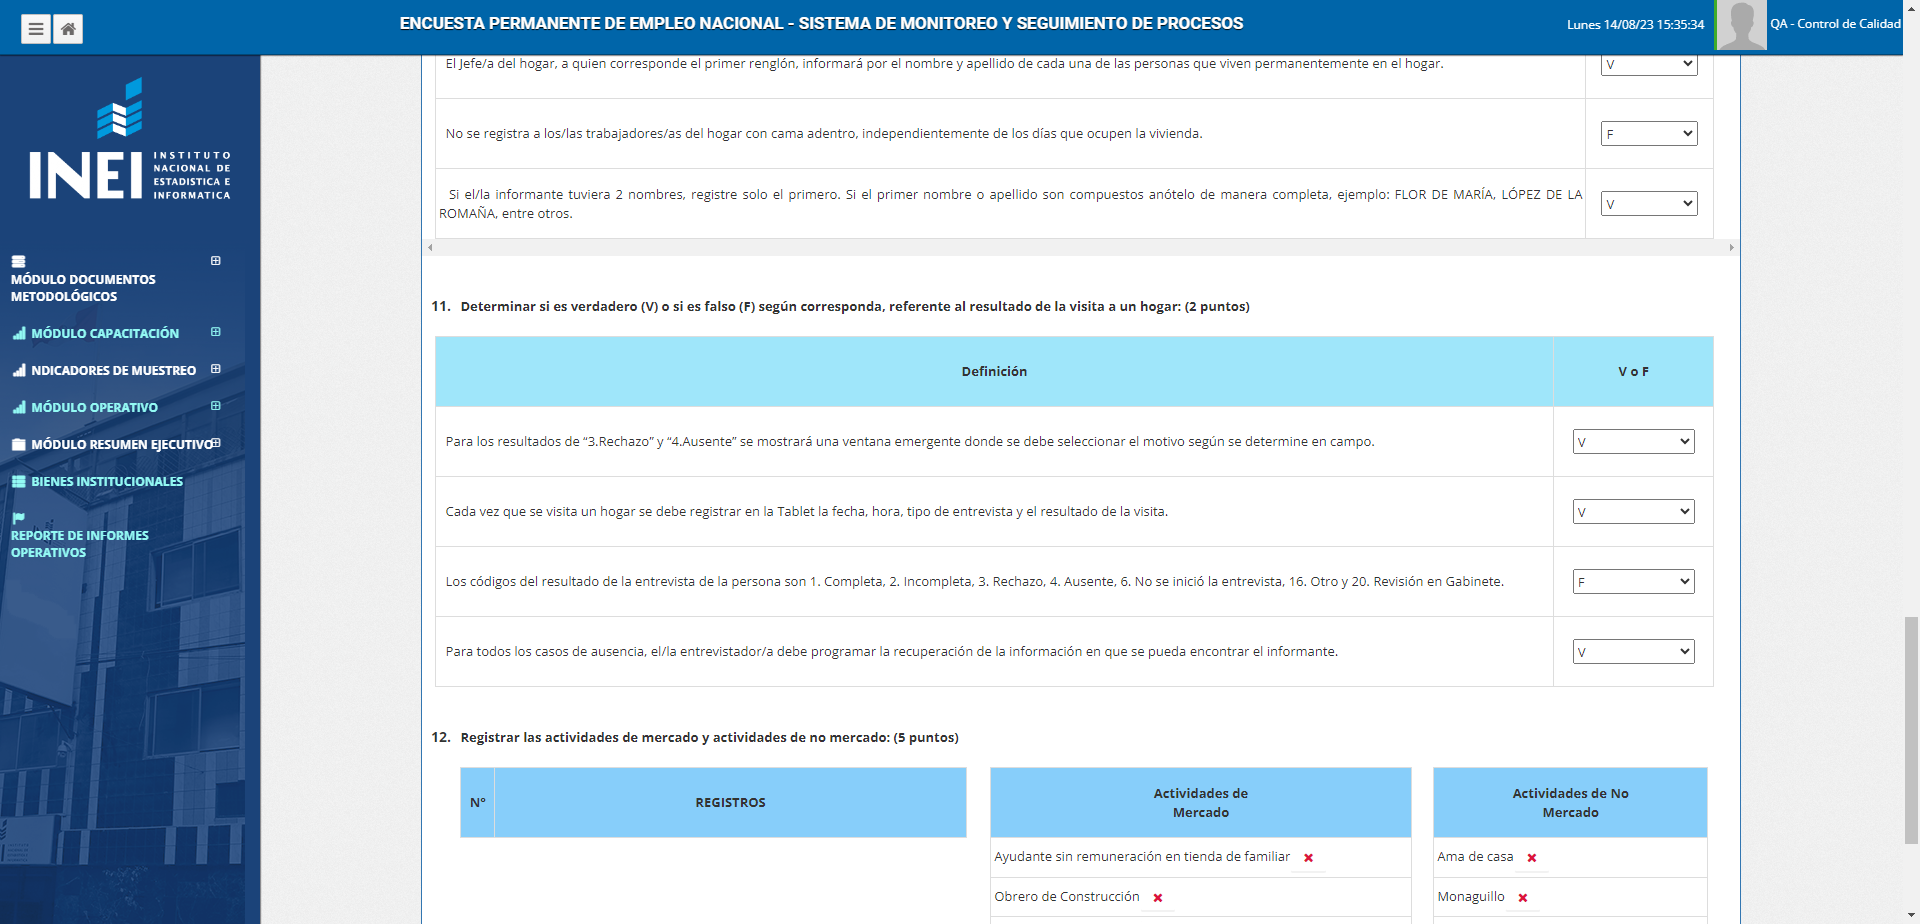 ENCUESTA PERMANENTE DE EMPLEO NACIONAL - SISTEMA DE MONITOREO Y SEGUIMIENTO DE PROCESOS
Lunes 14/08/23 15:35:34
QA - Control de Calidad
INEI
INSTITUTO
NACIONAL DE
ESTADISTICA E
INFORMATICA
MÓDULO DOCUMENTOS
METODOLÓGICOS
MÓDULO CAPACITACIÓN
NDICADORES DE MUESTREO
MÓDULO OPERATIVO
MÓDULO RESUMEN EJECUTIVO
BIENES INSTITUCIONALES
REPORTE DE INFORMES
OPERATIVOS
El Jefe/a del hogar, a quien corresponde el primer renglón, informará por el nombre y apellido de cada una de las personas que viven permanentemente en el hogar.
V
No se registra a los/las trabajadores/as del hogar con cama adentro, independientemente de los días que ocupen la vivienda.
F
Si el/la informante tuviera 2 nombres, registre solo el primero. Si el primer nombre o apellido son compuestos anótelo de manera completa, ejemplo: FLOR DE MARÍA, LÓPEZ DE LA
ROMAÑA, entre otros.
V
11. Determinar si es verdadero (V) o si es falso (F) según corresponda, referente al resultado de la visita a un hogar: (2 puntos)
Definición
V o F
Para los resultados de “3.Rechazo” y “4.Ausente” se mostrará una ventana emergente donde se debe seleccionar el motivo según se determine en campo.
V
Cada vez que se visita un hogar se debe registrar en la Tablet la fecha, hora, tipo de entrevista y el resultado de la visita.
V
Los códigos del resultado de la entrevista de la persona son 1. Completa, 2. Incompleta, 3. Rechazo, 4. Ausente, 6. No se inició la entrevista, 16. Otro y 20. Revisión en Gabinete.
F
Para todos los casos de ausencia, el/la entrevistador/a debe programar la recuperación de la información en que se pueda encontrar el informante.
V
12. Registrar las actividades de mercado y actividades de no mercado: (5 puntos)
N°
REGISTROS
Actividades de
Mercado
Actividades de No
Mercado
Ayudante sin remuneración en tienda de familiar
Ama de casa
Obrero de Construcción
Monaguillo